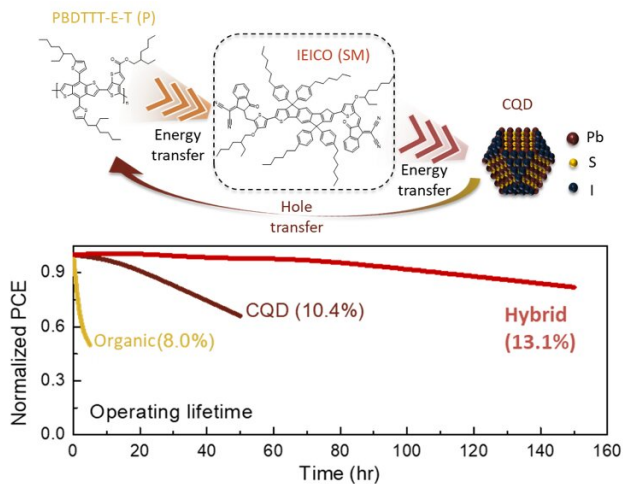 PBDTTT-E-T (P)
IEICO (SM)
CQD
Energy
transfer
Energy
transfer
Pb
S
I
Hole
transfer
Normalized PCE
0.9
0.6
0.3
0.0
Organic(8.0%)
CQD (10.4%)
Hybrid
(13.1%)
Operating lifetime
0 20 40 60 80 100 120 140 160
Time (hr)